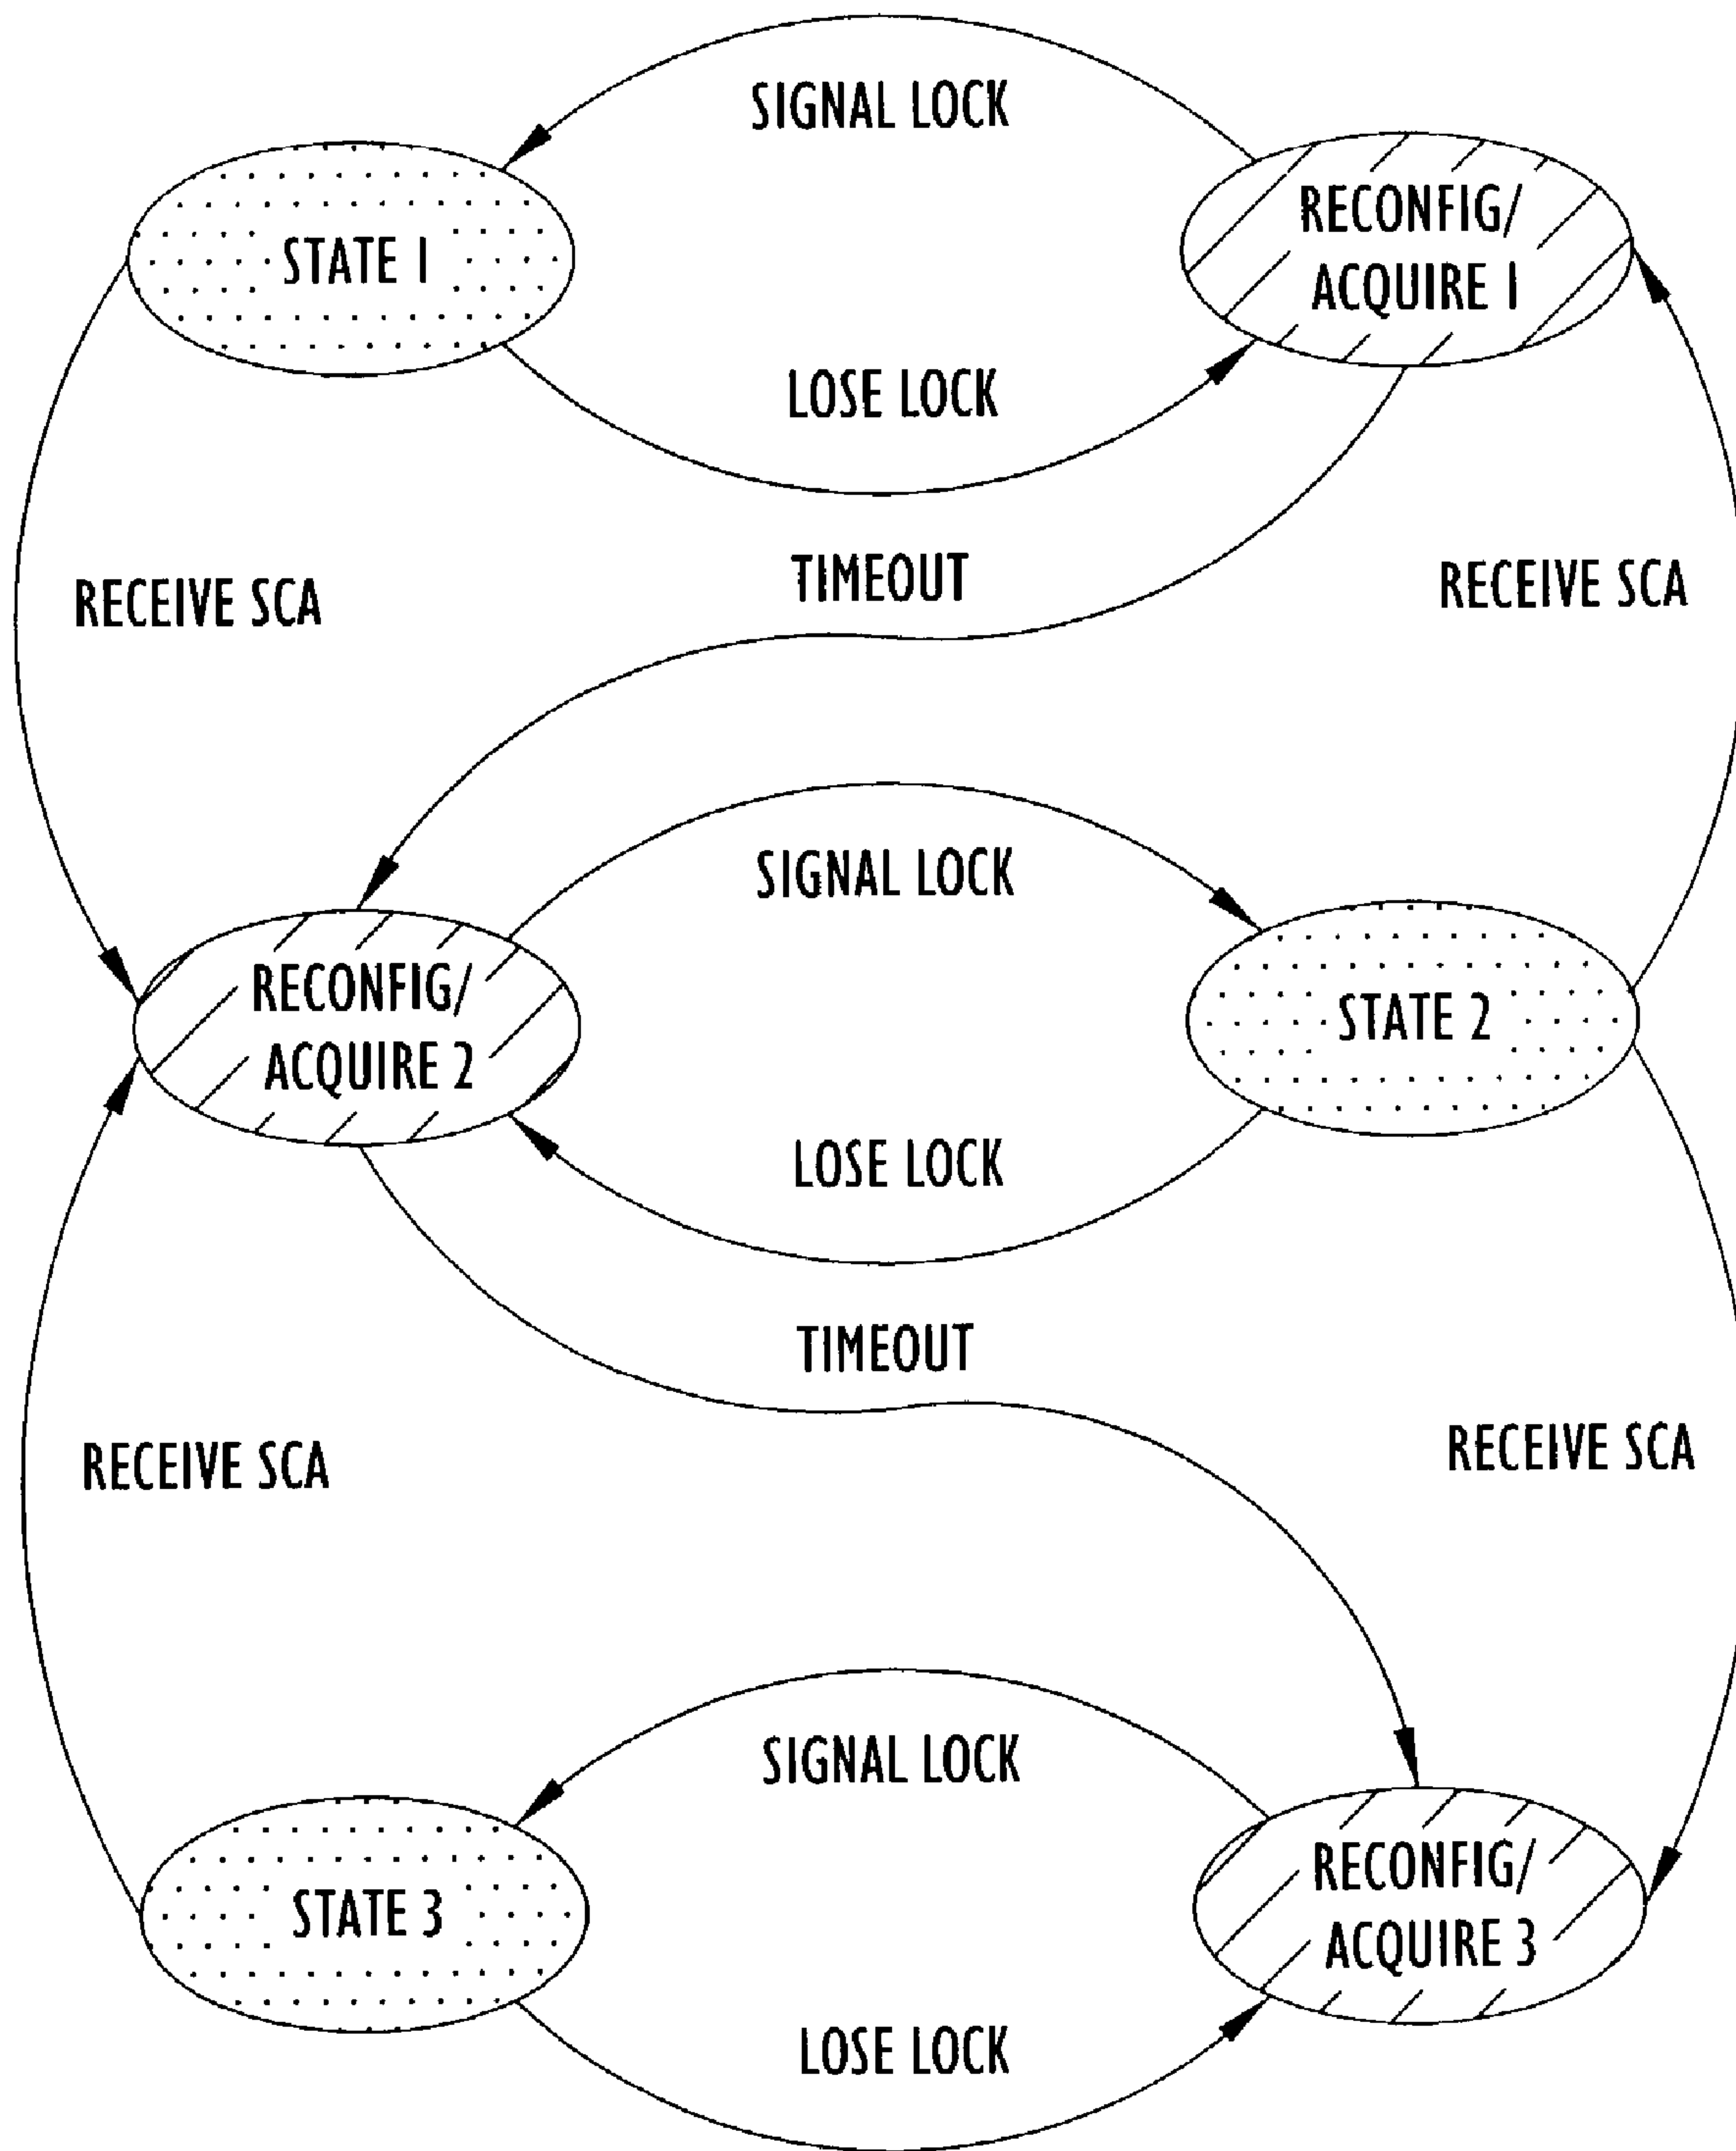 SIGNAL LOCK
STATE 1
RECONFIG/
ACQUIRE 1
LOSE LOCK
TIMEOUT
RECEIVE SCA
RECEIVE SCA
SIGNAL LOCK
RECONFIG/
ACQUIRE 2
STATE 2
LOSE LOCK
TIMEOUT
RECEIVE SCA
RECEIVE SCA
SIGNAL LOCK
STATE 3
RECONFIG/
ACQUIRE 3
LOSE LOCK